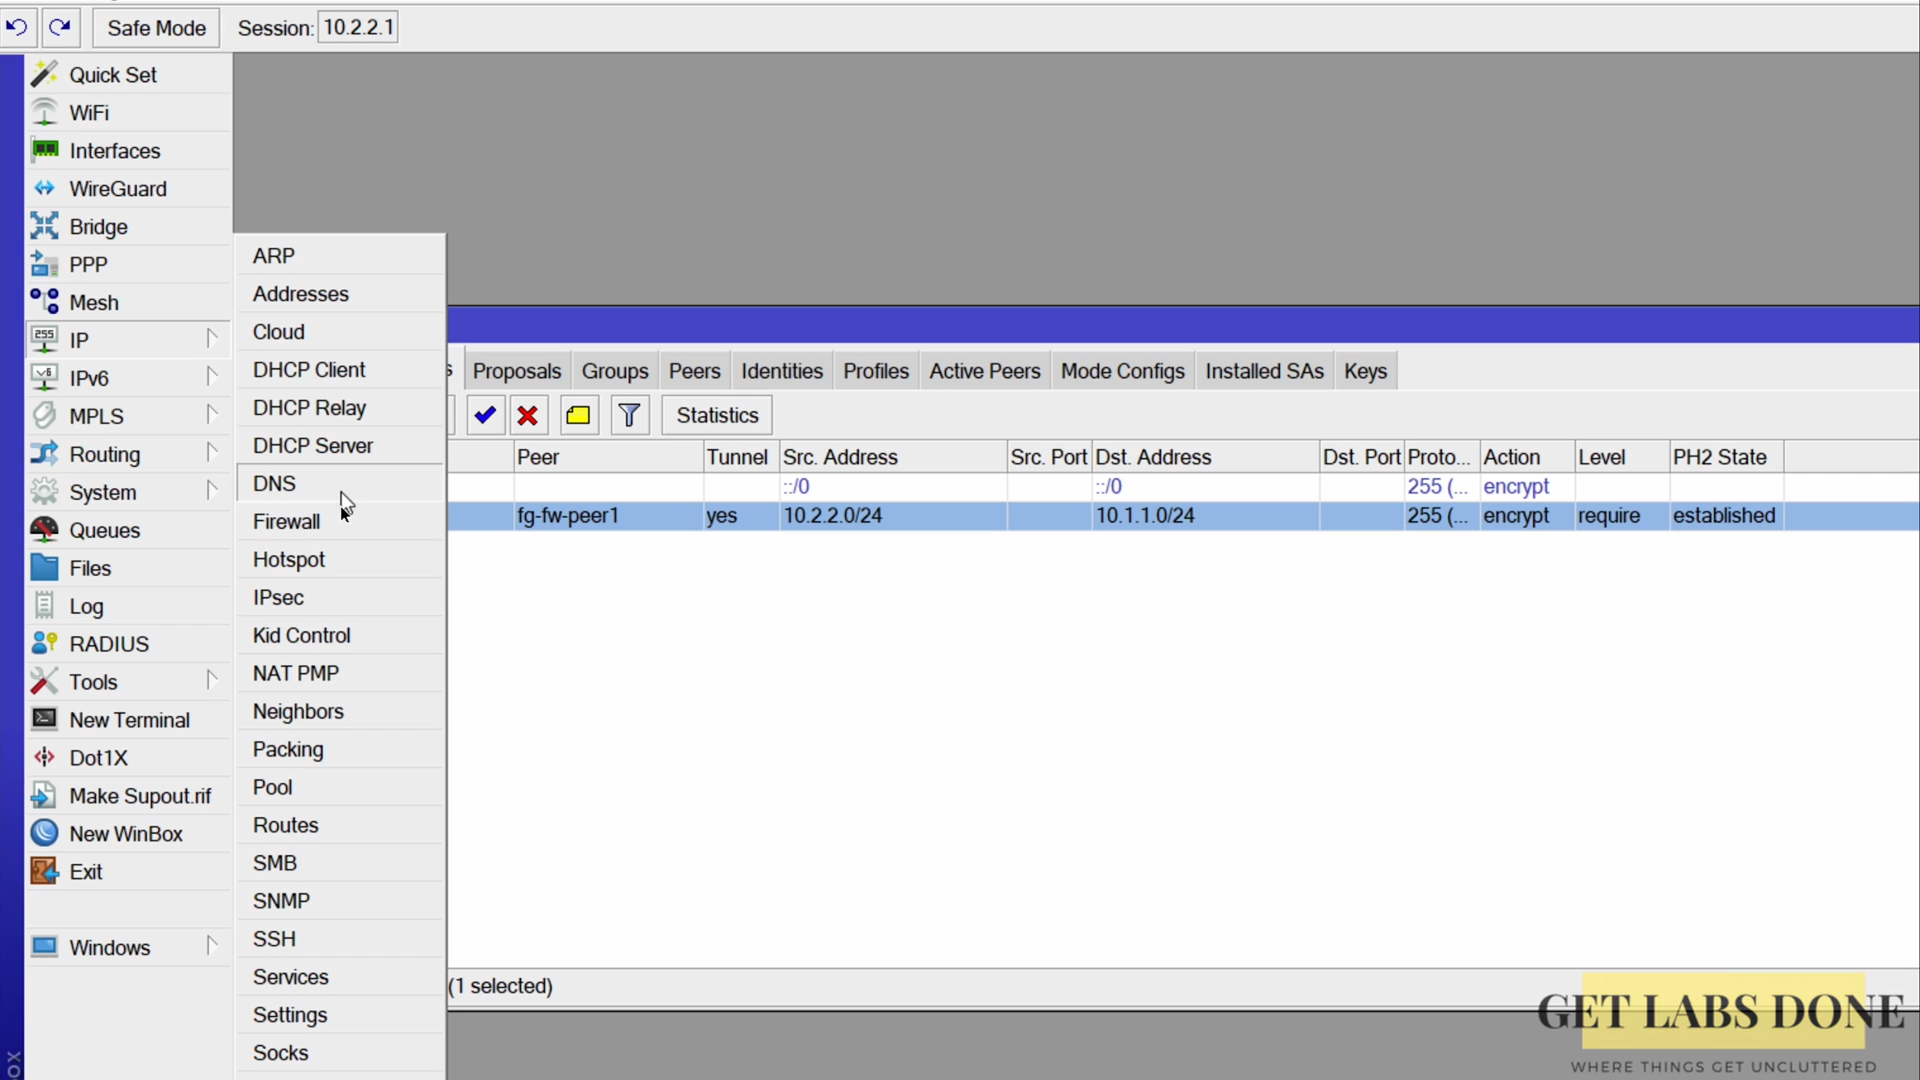 Safe Mode Session: 10.2.2.1
Quick Set
WiFi
Interfaces
WireGuard
Bridge
PPP
Mesh
IP
IPv6
MPLS
Routing
System
Queues
Files
Log
RADIUS
Tools
New Terminal
Dot1X
Make Supout.rif
New WinBox
Exit
Windows
ARP
Addresses
Cloud
DHCP Client
DHCP Relay
DHCP Server
DNS
Firewall
Hotspot
IPsec
Kid Control
NAT PMP
Neighbors
Packing
Pool
Routes
SMB
SNMP
SSH
Services
Settings
Socks
Proposals Groups Peers Identities Profiles Active Peers Mode Configs Installed SAs Keys
Statistics
Peer Tunnel Src. Address Src. Port Dst. Address Dst. Port Proto... Action Level PH2 State
::/0 ::/0 255 (... encrypt
fg-fw-peer1 yes 10.2.2.0/24 10.1.1.0/24 255 (... encrypt require established
(1 selected)
GET LABS DONE
WHERE THINGS GET UNCLUTTERED